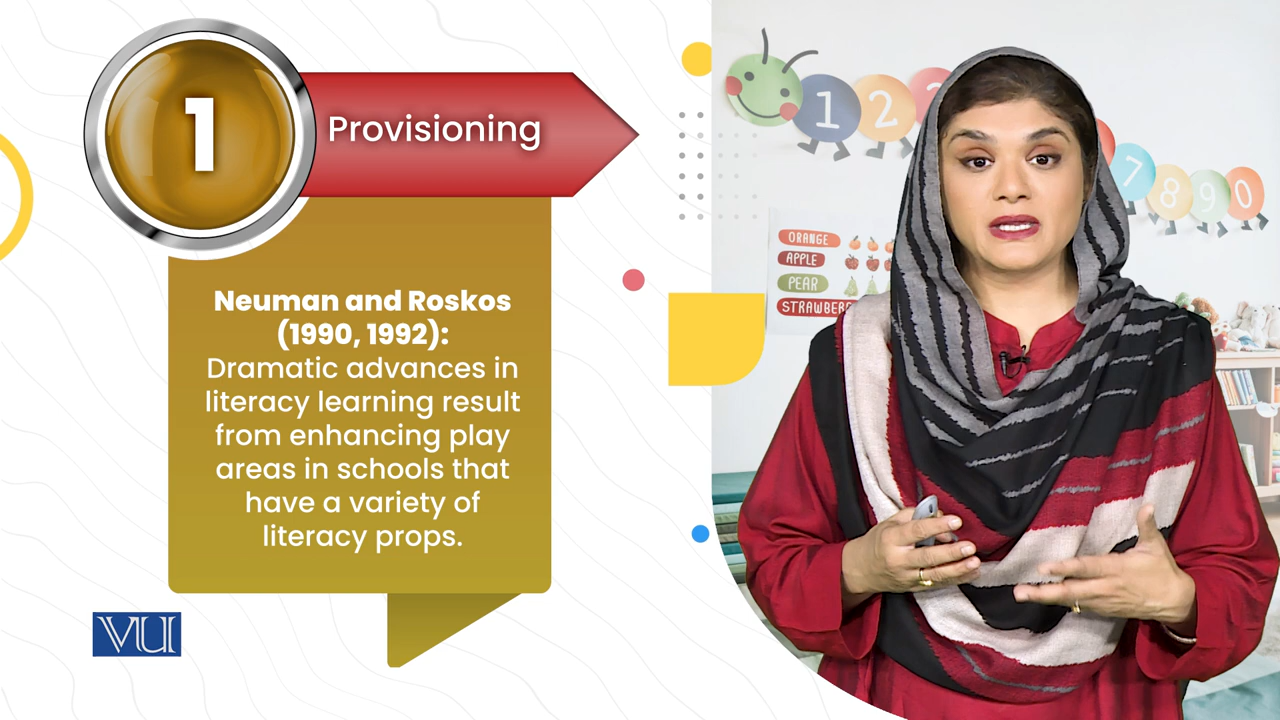 1
Provisioning
Neuman and Roskos
(1990, 1992):
Dramatic advances in
literacy learning result
from enhancing play
areas in schools that
have a variety of
literacy props.
VU
1 2
7 8 9 0
ORANGE
APPLE
PEAR